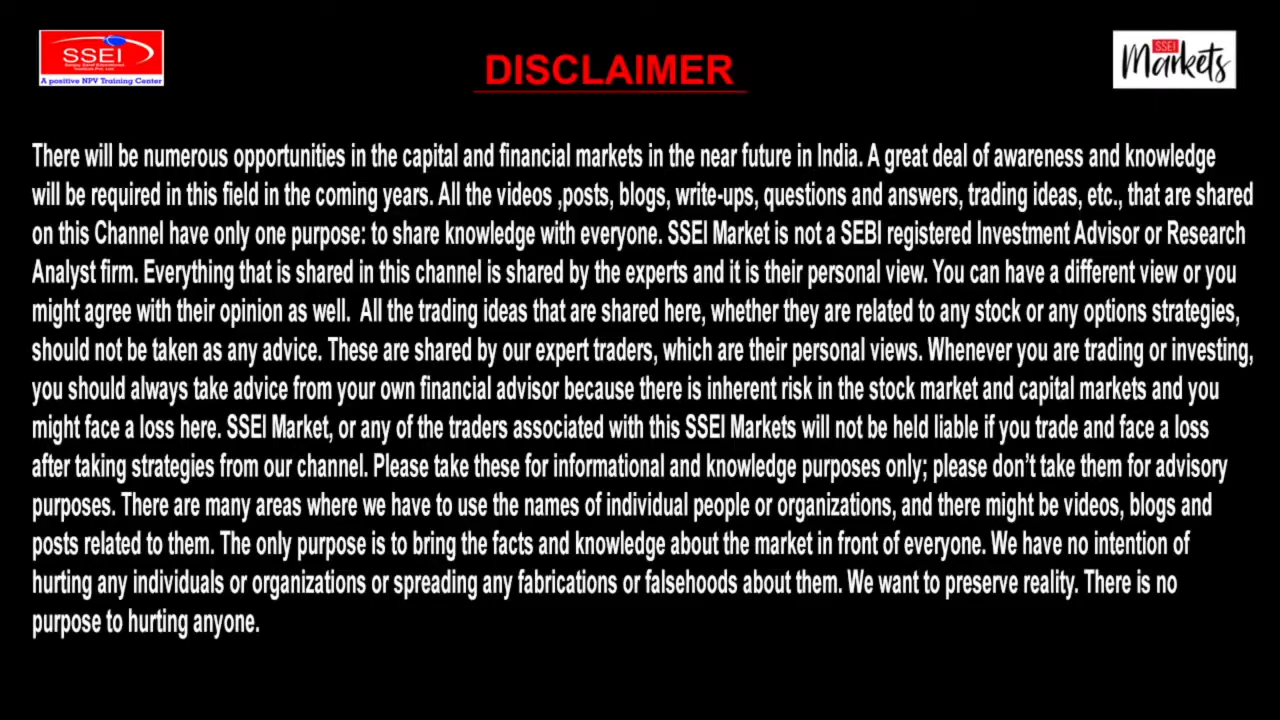 SSEI
A positive NPV Training Center
DISCLAIMER
SSEI
Markets
There will be numerous opportunities in the capital and financial markets in the near future in India. A great deal of awareness and knowledge
will be required in this field in the coming years. All the videos ,posts, blogs, write-ups, questions and answers, trading ideas, etc., that are shared
on this Channel have only one purpose: to share knowledge with everyone. SSEI Market is not a SEBI registered Investment Advisor or Research
Analyst firm. Everything that is shared in this channel is shared by the experts and it is their personal view. You can have a different view or you
might agree with their opinion as well.  All the trading ideas that are shared here, whether they are related to any stock or any options strategies,
should not be taken as any advice. These are shared by our expert traders, which are their personal views. Whenever you are trading or investing,
you should always take advice from your own financial advisor because there is inherent risk in the stock market and capital markets and you
might face a loss here. SSEI Market, or any of the traders associated with this SSEI Markets will not be held liable if you trade and face a loss
after taking strategies from our channel. Please take these for informational and knowledge purposes only; please don’t take them for advisory
purposes. There are many areas where we have to use the names of individual people or organizations, and there might be videos, blogs and
posts related to them. The only purpose is to bring the facts and knowledge about the market in front of everyone. We have no intention of
hurting any individuals or organizations or spreading any fabrications or falsehoods about them. We want to preserve reality. There is no
purpose to hurting anyone.